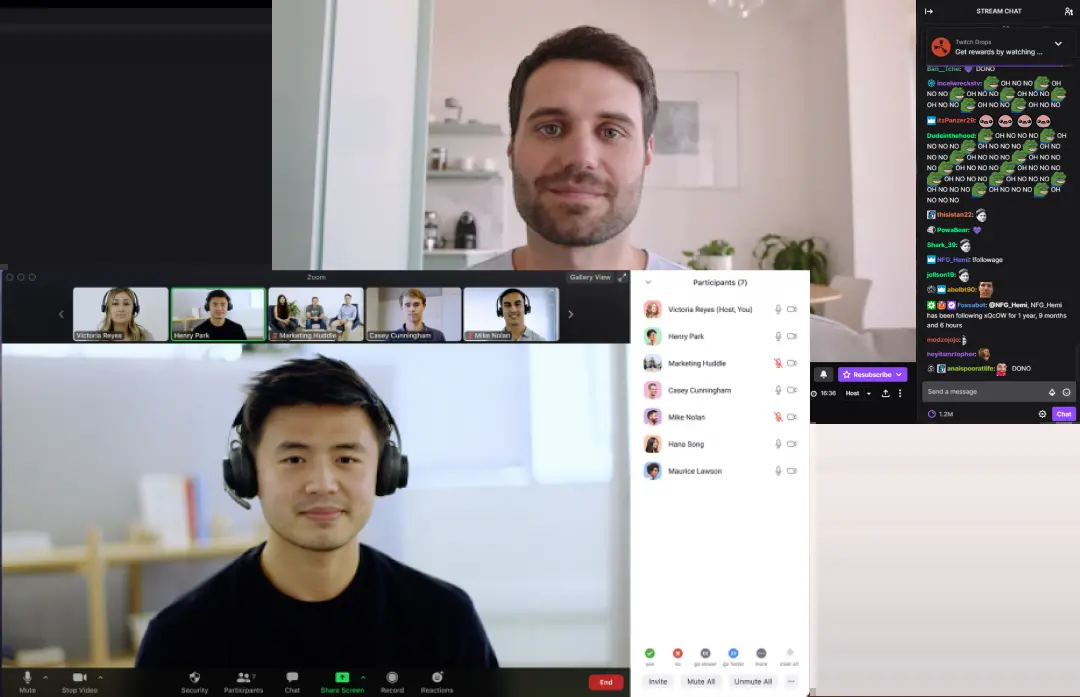 STREAM CHAT
Twitch Drops
Get rewards by watching ...
Ban__Tche: DONO
incelwreckstv: OH NO NO OH
NO NO OH NO NO OH NO NO
OH NO NO OH NO NO OH NO NO
itzPanzer29:
Dudeinthehood: OH NO NO NO OH
NO NO NO OH NO NO NO OH NO
NO NO OH NO NO NO OH NO NO NO
OH NO NO NO OH NO NO NO
OH NO NO NO OH NO NO NO
OH NO NO NO OH NO NO NO OH
NO NO NO
thisistan22:
PowaBear:
Shark_39:
NFG_Hemi: !followage
jollson19:
abolbt90:
Fossabot: @NFG_Hemi, NFG_Hemi
has been following xQcOW for 1 year, 9 months
and 6 hours
modzojojo:
heyitsnrtopher:
anaispooratlife: DONO
Send a message
1.2M
Chat
Resubscribe
16:36
Host
Zoom
Gallery View
Victoria Reyes
Henry Park
Marketing Huddle
Casey Cunningham
Mike Nolan
Participants (7)
Victoria Reyes (Host, You)
Henry Park
Marketing Huddle
Casey Cunningham
Mike Nolan
Hana Song
Maurice Lawson
yes
no
go slower
go faster
more
clear all
Invite
Mute All
Unmute All
Mute
Stop Video
Security
Participants
7
Chat
Share Screen
Record
Reactions
End